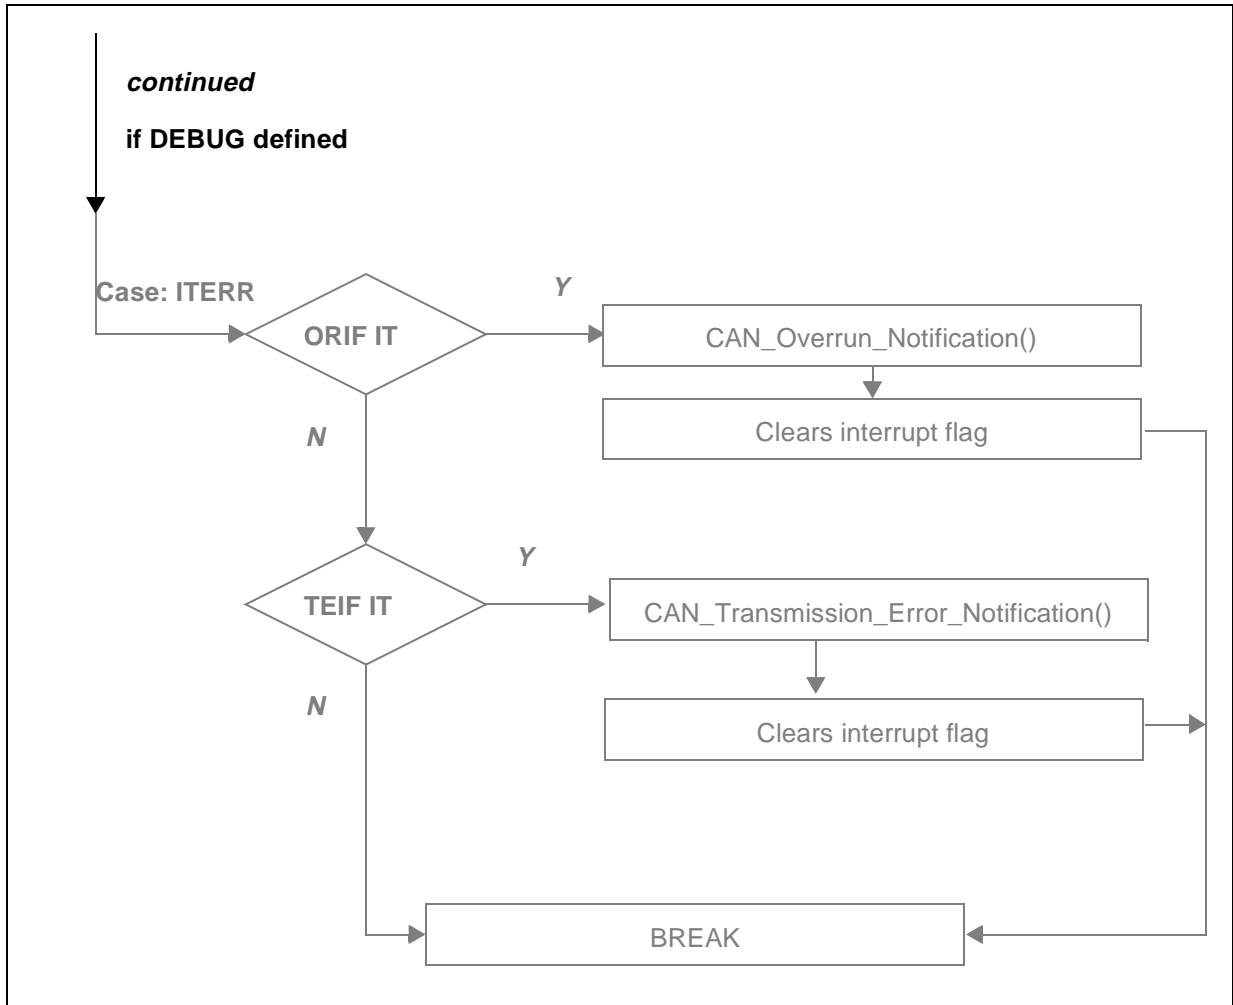 continued
if DEBUG defined
Case: ITERR
Y
ORIF IT
CAN_Overrun_Notification()
Clears interrupt flag
N
Y
TEIF IT
CAN_Transmission_Error_Notification()
N
Clears interrupt flag
BREAK